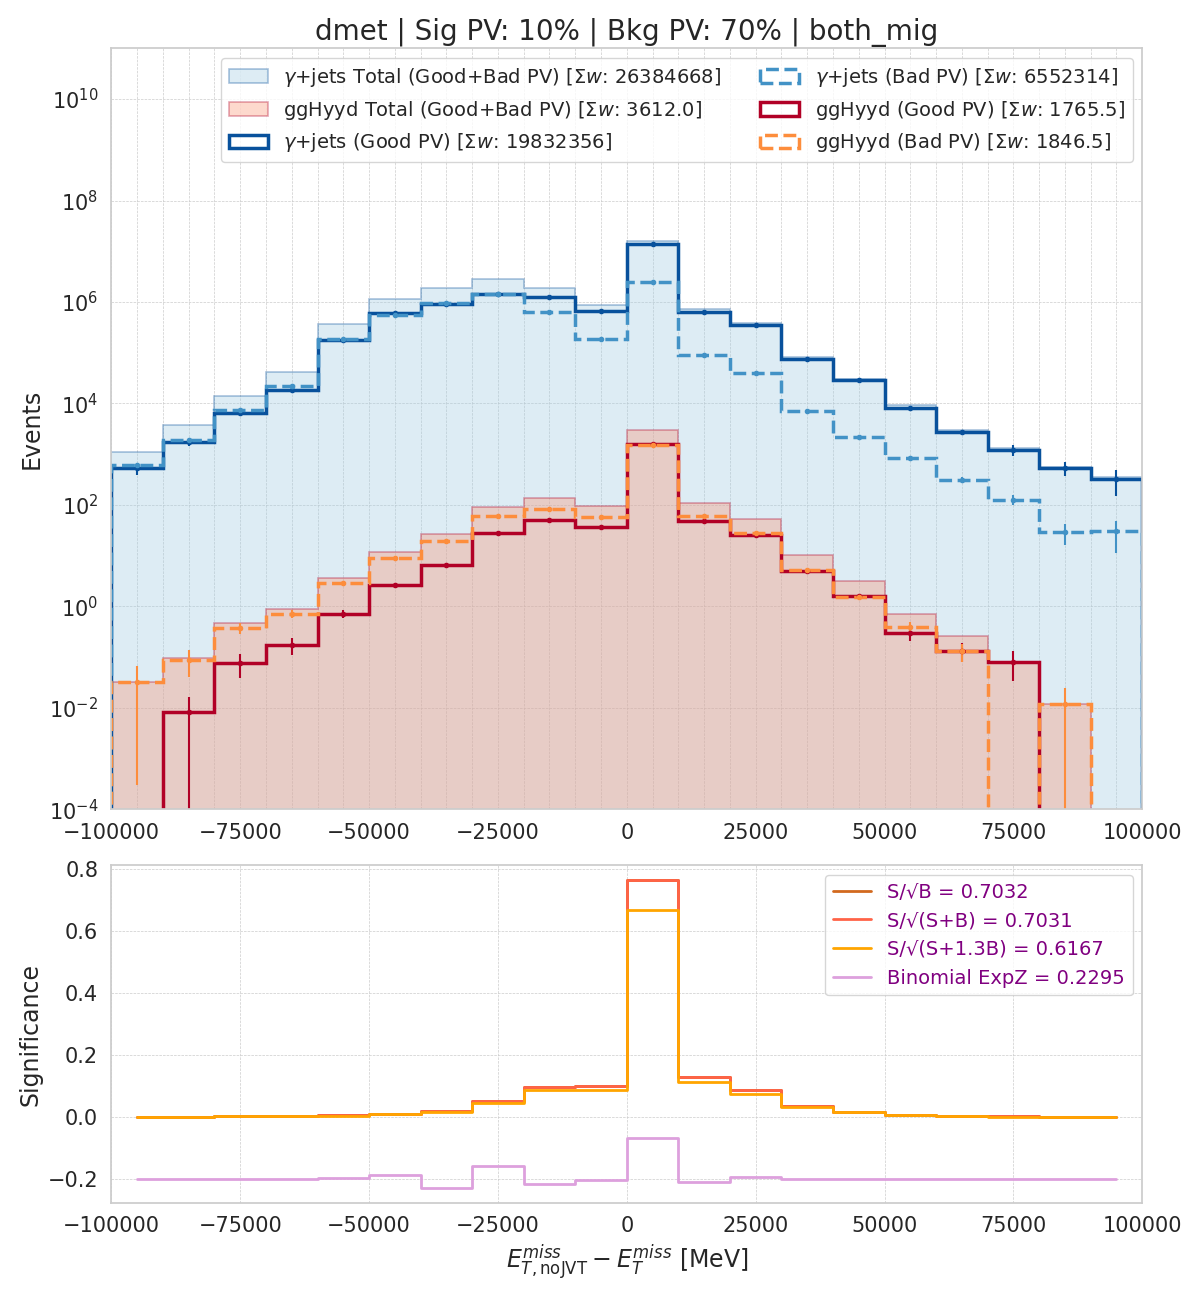 dmet | Sig PV: 10% | Bkg PV: 70% | both_mig
γ+jets Total (Good+Bad PV) [Σw: 26384668]
ggHyyd Total (Good+Bad PV) [Σw: 3612.0]
γ+jets (Good PV) [Σw: 19832356]
γ+jets (Bad PV) [Σw: 6552314]
ggHyyd (Good PV) [Σw: 1765.5]
ggHyyd (Bad PV) [Σw: 1846.5]
Events
10^10
10^8
10^6
10^4
10^2
10^0
10^−2
10^−4
−100000 −75000 −50000 −25000 0 25000 50000 75000 100000
Significance
0.8
0.6
0.4
0.2
0.0
−0.2
S/√B = 0.7032
S/√(S+B) = 0.7031
S/√(S+1.3B) = 0.6167
Binomial ExpZ = 0.2295
−100000 −75000 −50000 −25000 0 25000 50000 75000 100000
E_{T,noJVT}^{miss} − E_T^{miss} [MeV]